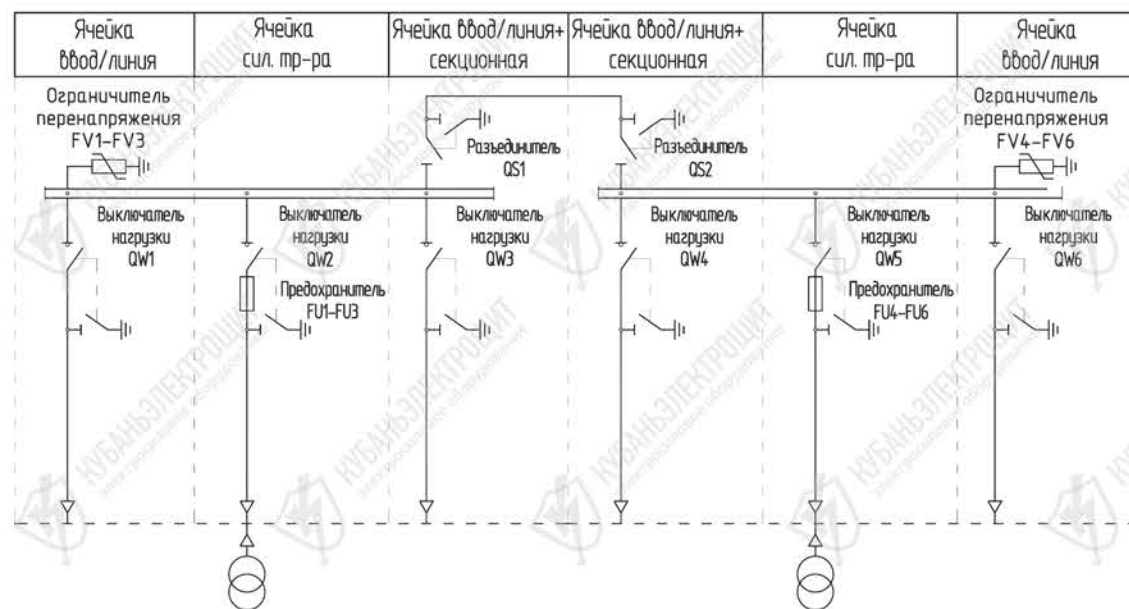 Ячейка
ввод/линия
Ячейка
сил. тр-ра
Ячейка ввод/линия+
секционная
Ячейка ввод/линия+
секционная
Ячейка
сил. тр-ра
Ячейка
ввод/линия
Ограничитель
перенапряжения
FV1-FV3
Разъединитель
QS1
Разъединитель
QS2
Ограничитель
перенапряжения
FV4-FV6
Выключатель
нагрузки
QW1
Выключатель
нагрузки
QW2
Предохранитель
FU1-FU3
Выключатель
нагрузки
QW3
Выключатель
нагрузки
QW4
Выключатель
нагрузки
QW5
Предохранитель
FU4-FU6
Выключатель
нагрузки
QW6
КУБАНЬЭЛЕКТРОЩИТ
электрощитовое оборудование